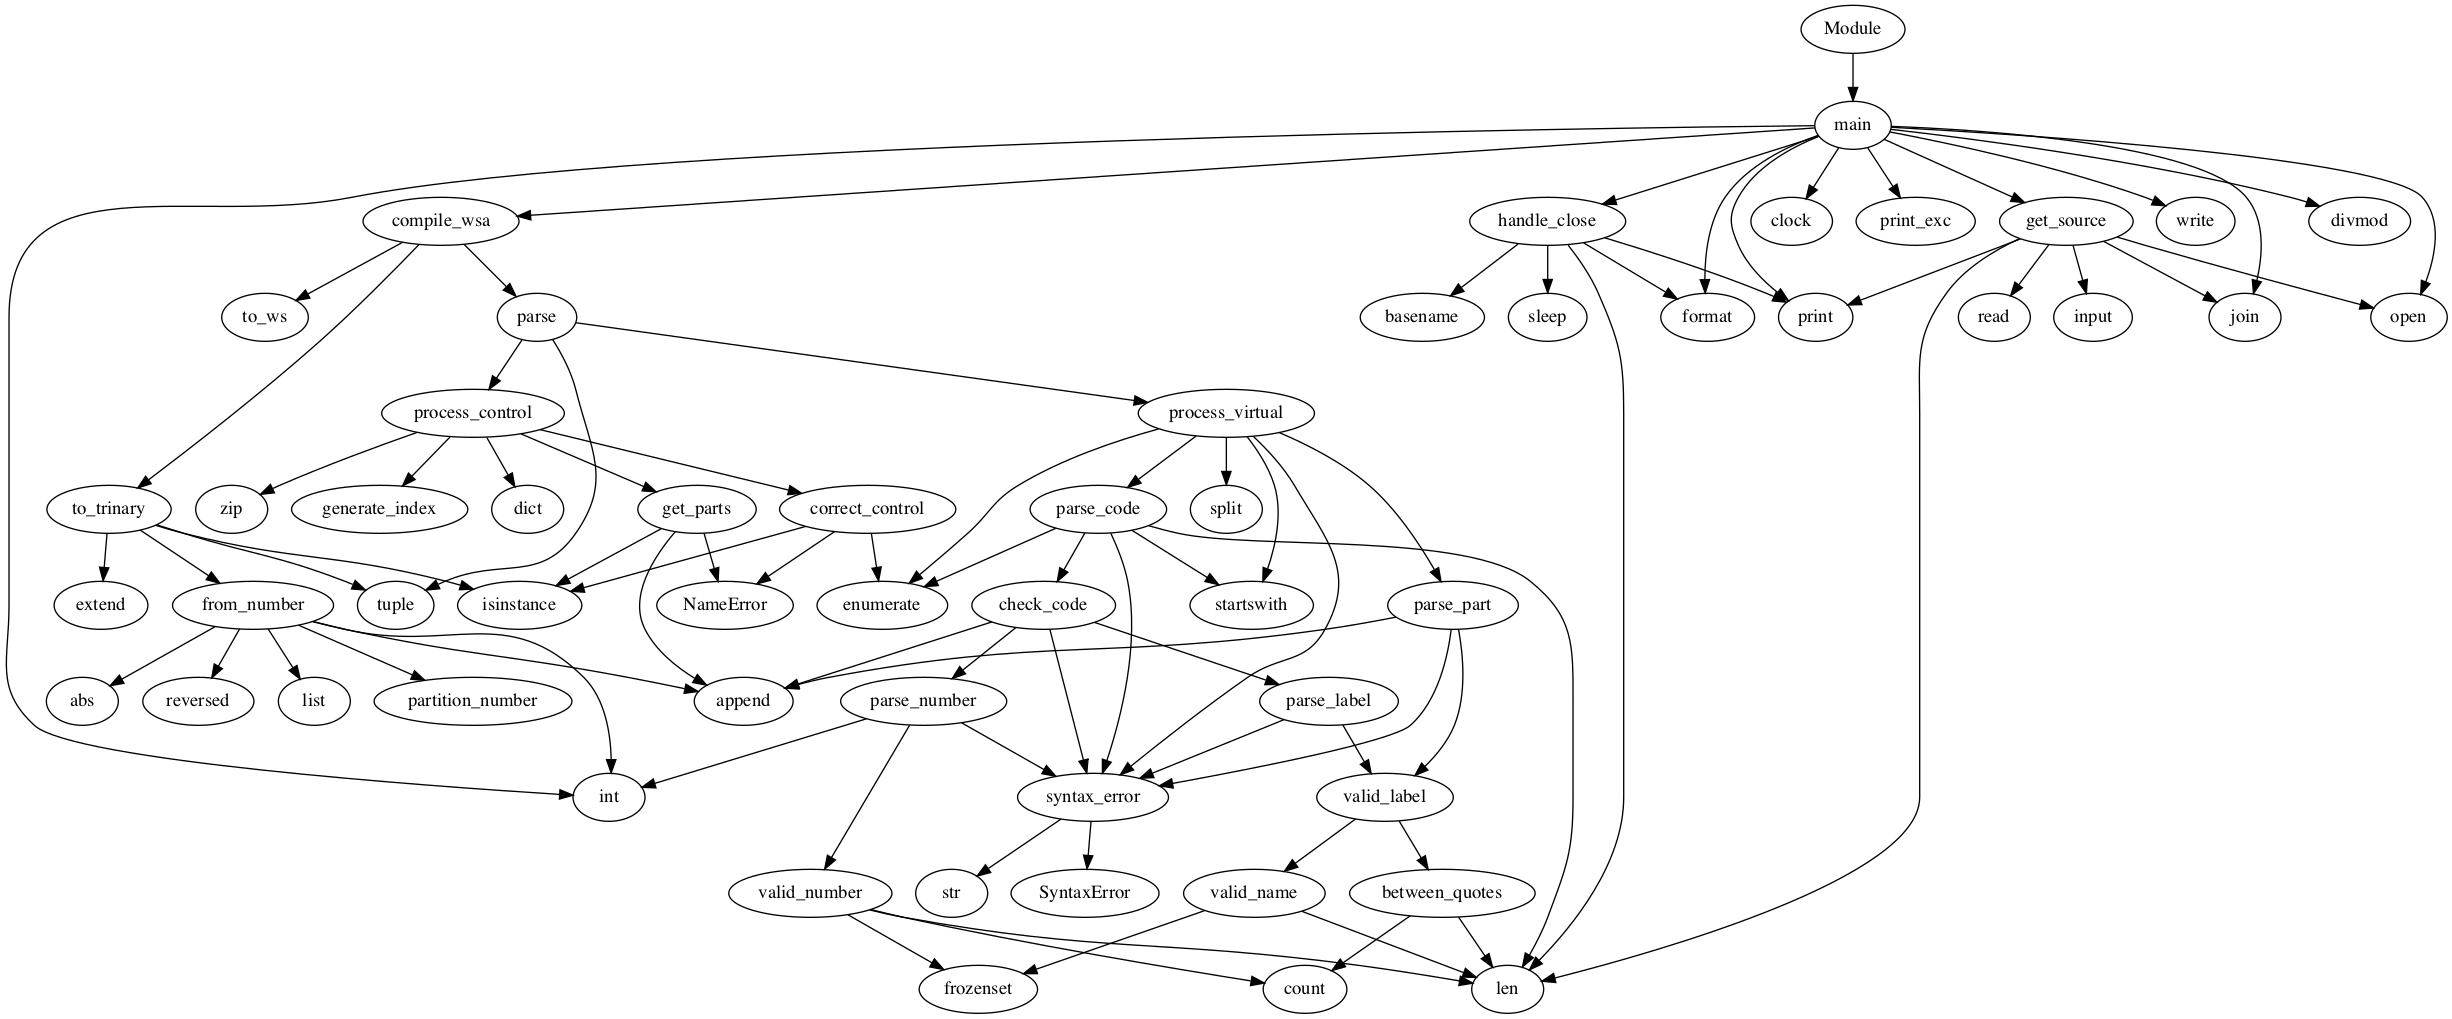 Module
main
compile_wsa
handle_close
clock
print_exc
get_source
write
divmod
to_ws
parse
basename
sleep
format
print
read
input
join
open
process_control
process_virtual
to_trinary
zip
generate_index
dict
get_parts
correct_control
parse_code
split
extend
from_number
tuple
isinstance
NameError
enumerate
check_code
startswith
parse_part
abs
reversed
list
partition_number
append
parse_number
parse_label
int
syntax_error
valid_label
valid_number
str
SyntaxError
valid_name
between_quotes
frozenset
count
len